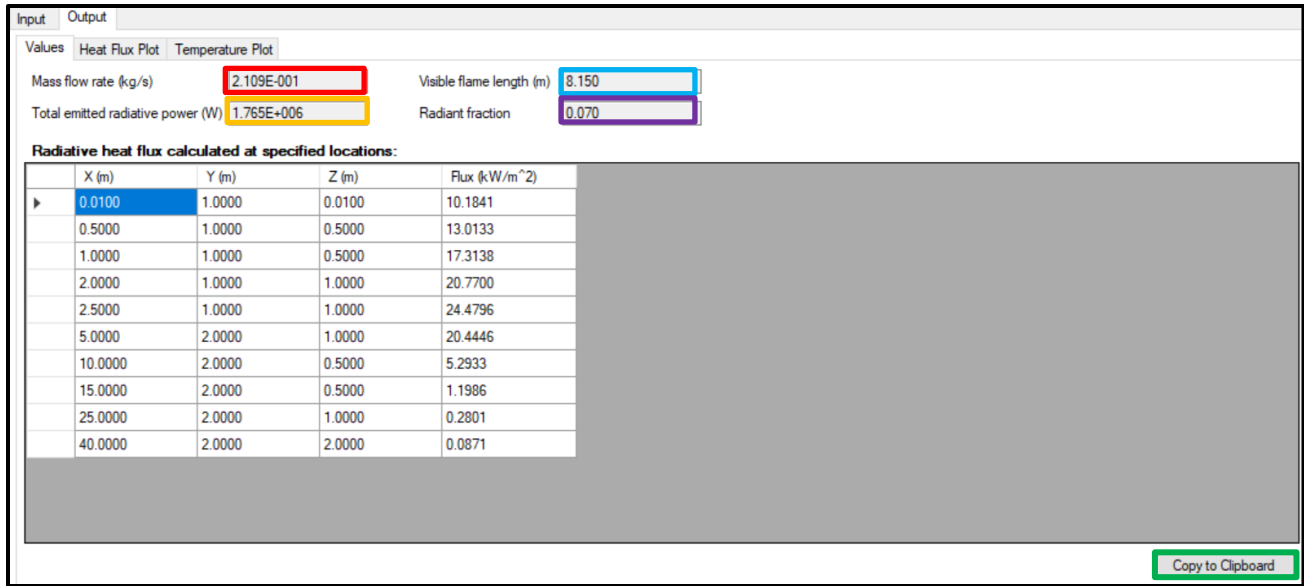 Input Output
Values Heat Flux Plot Temperature Plot
Mass flow rate (kg/s) 2.109E-001 Visible flame length (m) 8.150
Total emitted radiative power (W) 1.765E+006 Radiant fraction 0.070
Radiative heat flux calculated at specified locations:
X (m) Y (m) Z (m) Flux (kW/m^2)
0.0100 1.0000 0.0100 10.1841
0.5000 1.0000 0.5000 13.0133
1.0000 1.0000 0.5000 17.3138
2.0000 1.0000 1.0000 20.7700
2.5000 1.0000 1.0000 24.4796
5.0000 2.0000 1.0000 20.4446
10.0000 2.0000 0.5000 5.2933
15.0000 2.0000 0.5000 1.1986
25.0000 2.0000 1.0000 0.2801
40.0000 2.0000 2.0000 0.0871
Copy to Clipboard